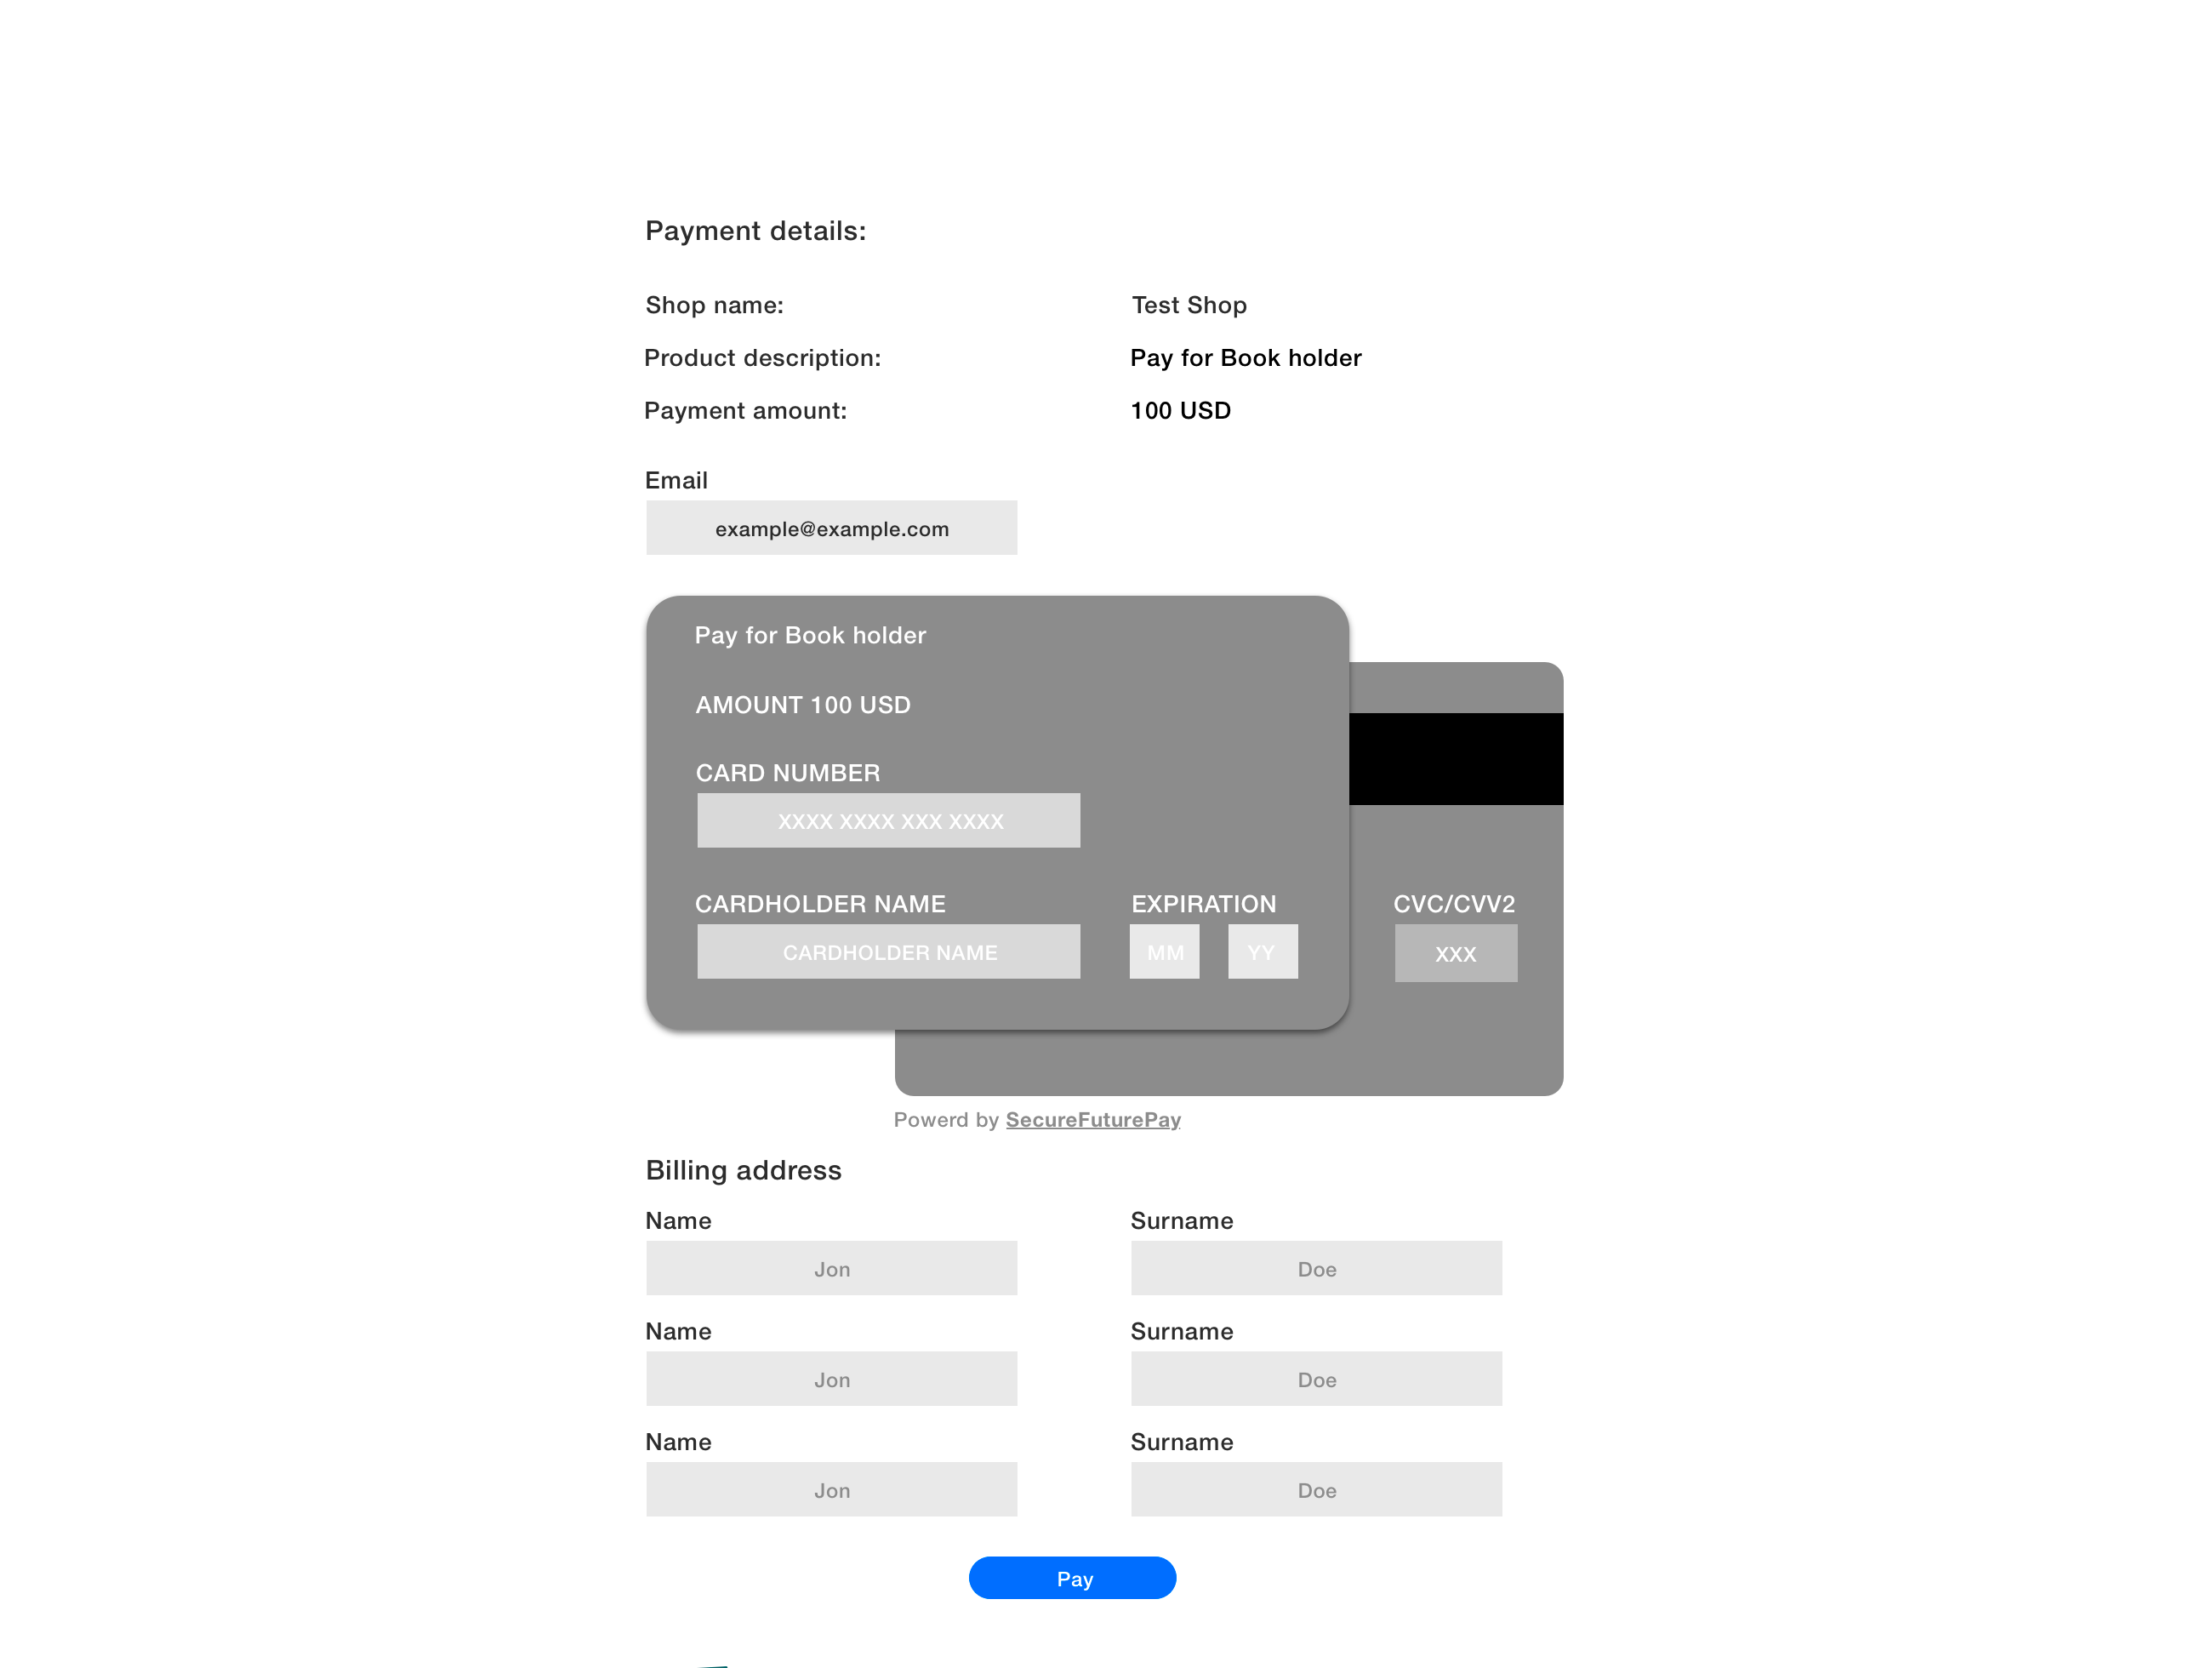 Payment details:
Shop name: Test Shop
Product description: Pay for Book holder
Payment amount: 100 USD
Email
example@example.com
Pay for Book holder
AMOUNT 100 USD
CARD NUMBER
XXXX XXXX XXX XXXX
CARDHOLDER NAME EXPIRATION CVC/CVV2
CARDHOLDER NAME MM YY XXX
Powerd by SecureFuturePay
Billing address
Name Surname
Jon Doe
Name Surname
Jon Doe
Name Surname
Jon Doe
Pay